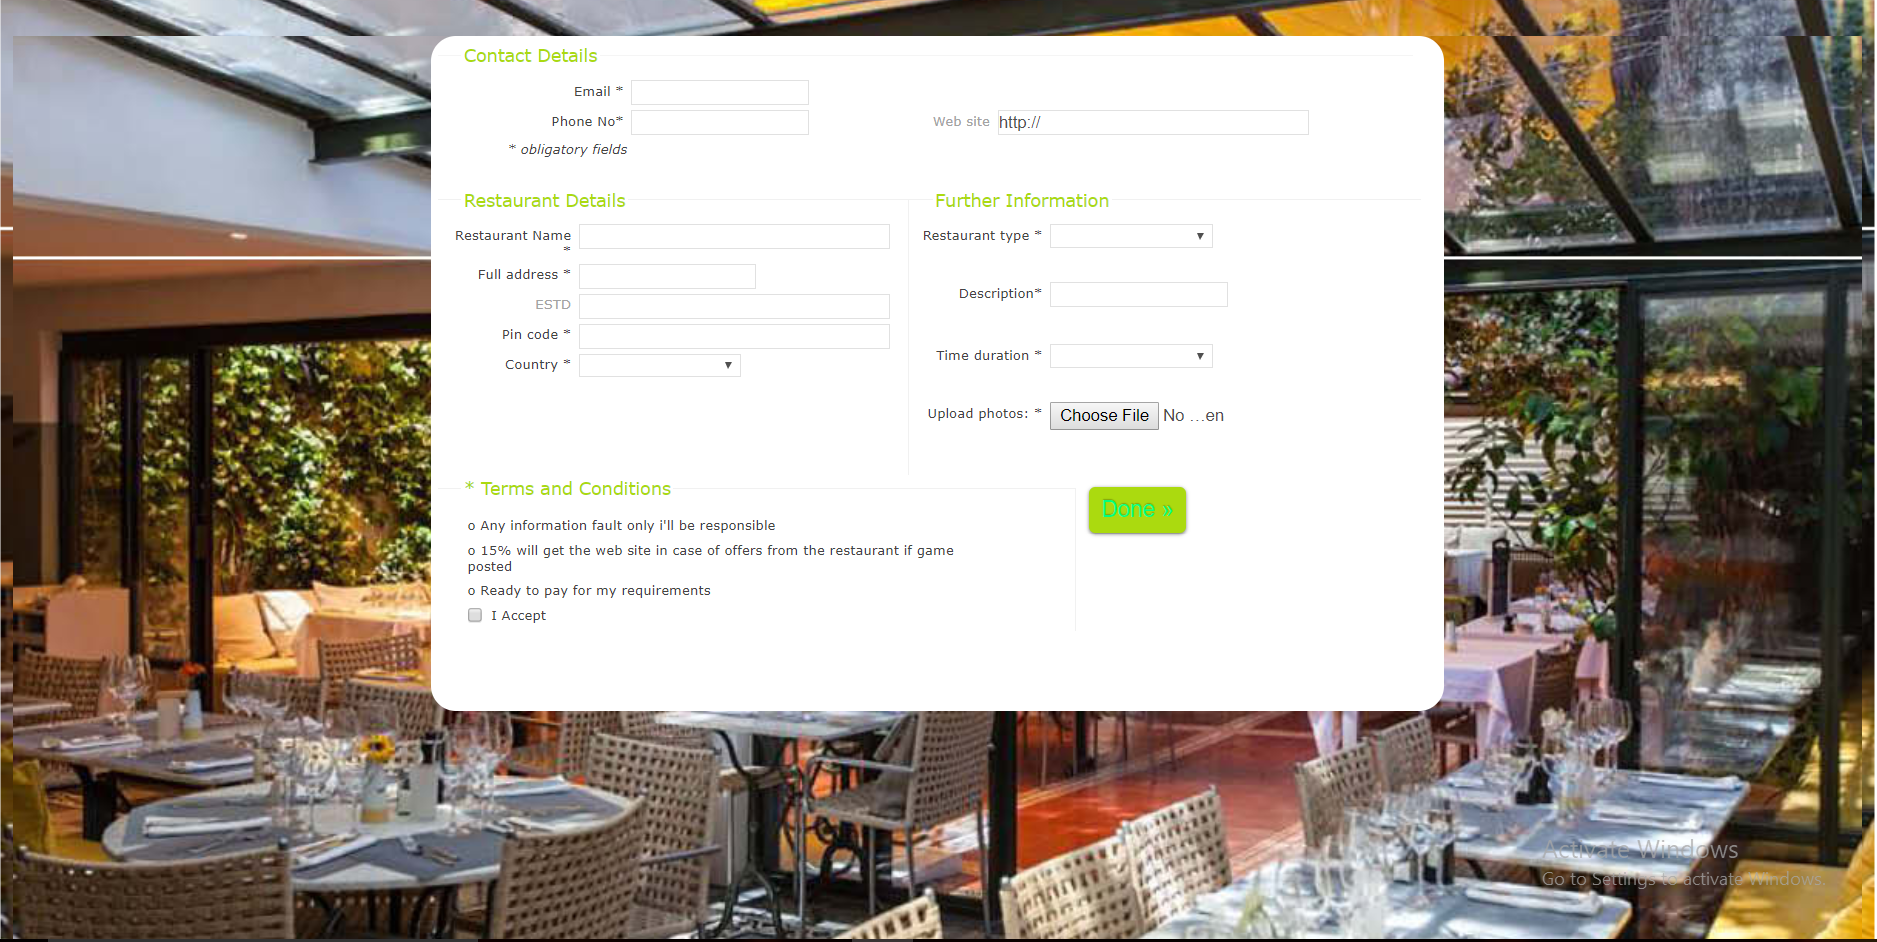 Contact Details
Email *
Phone No*
Web site http://
* obligatory fields
Restaurant Details
Restaurant Name
*
Full address *
ESTD
Pin code *
Country * ▼
Further Information
Restaurant type * ▼
Description*
Time duration * ▼
Upload photos: * Choose File No ...en
* Terms and Conditions
o Any information fault only i'll be responsible
o 15% will get the web site in case of offers from the restaurant if game
posted
o Ready to pay for my requirements
I Accept
Done »
Activate Windows
Go to Settings to activate Windows.